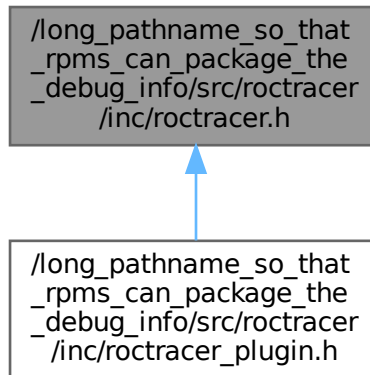 /long_pathname_so_that
_rpms_can_package_the
_debug_info/src/roctracer
/inc/roctracer.h
/long_pathname_so_that
_rpms_can_package_the
_debug_info/src/roctracer
/inc/roctracer_plugin.h